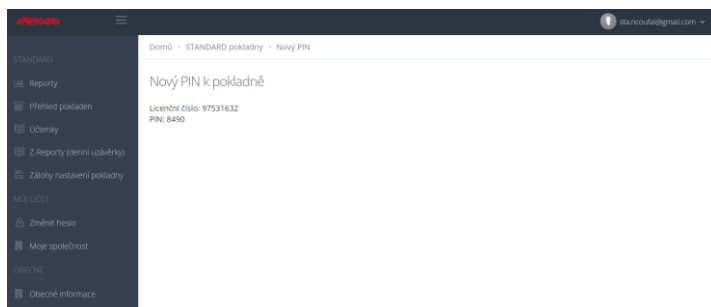 AWISCARD
sta.ncoufal@gmail.com
Domů • STANDARD pokladny • Nový PIN
STANDARD
Reporty
Přehled pokladen
Účtenky
Z-Reporty (denní uzávěrky)
Zálohy nastavení pokladny
MŮJ ÚČET
Změnit heslo
Moje společnost
OBECNÉ
Obecné informace
Nový PIN k pokladně
Licenční číslo: 97531632
PIN: 8490